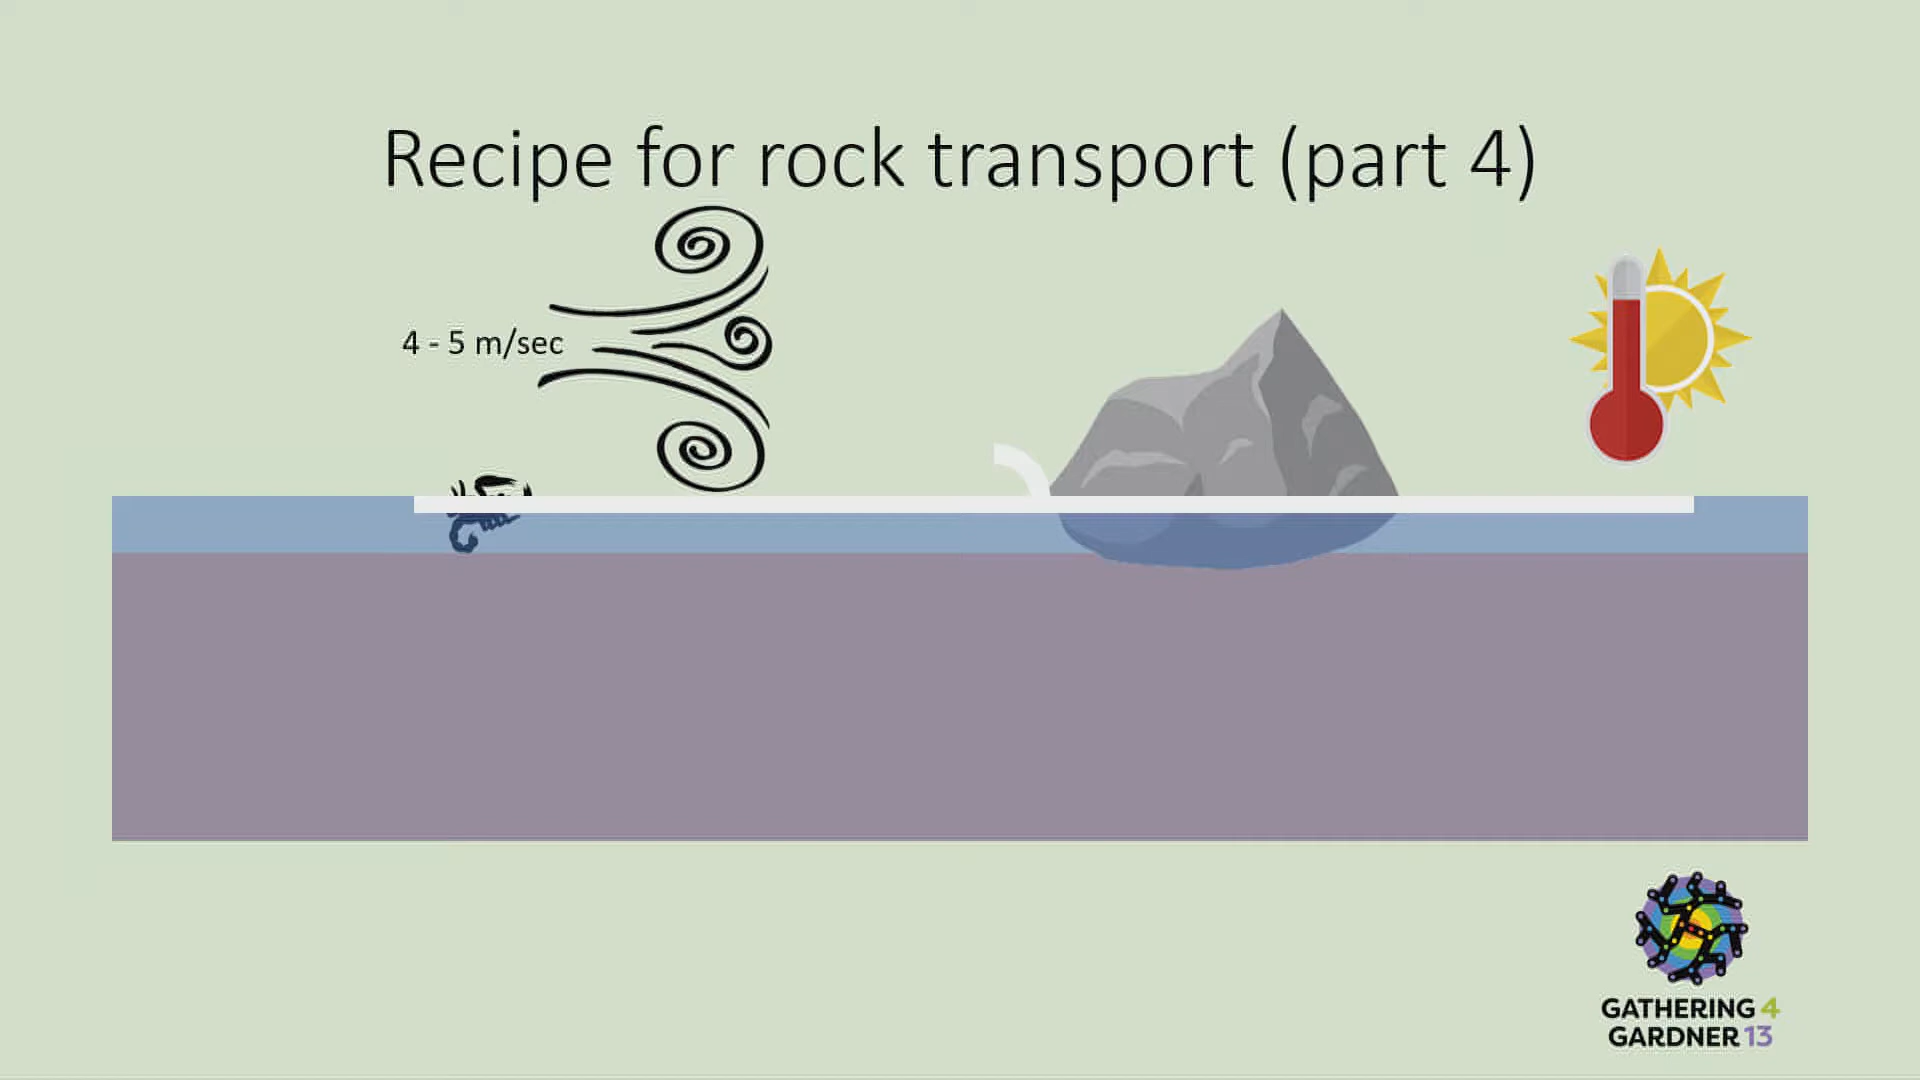 Recipe for rock transport (part 4)
4 - 5 m/sec
GATHERING 4
GARDNER 13